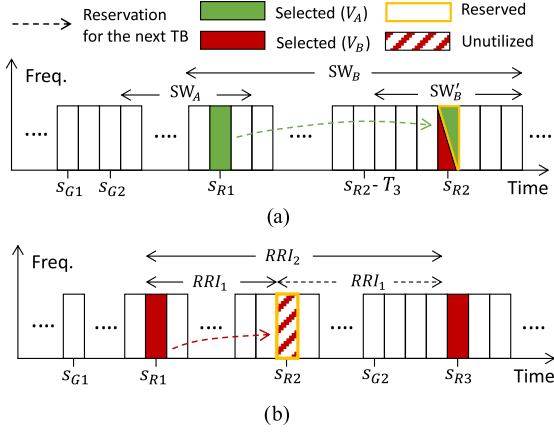 Reservation for the next TB
Selected (V_A)
Reserved
Selected (V_B)
Unutilized
Freq.
SW_B
SW_A
SW'_B
....
....
....
....
s_G1
s_G2
s_R1
s_R2 - T_3
s_R2
Time
(a)
Freq.
RRI_2
RRI_1
RRI_1
....
....
....
....
....
s_G1
s_R1
s_R2
s_G2
s_R3
Time
(b)